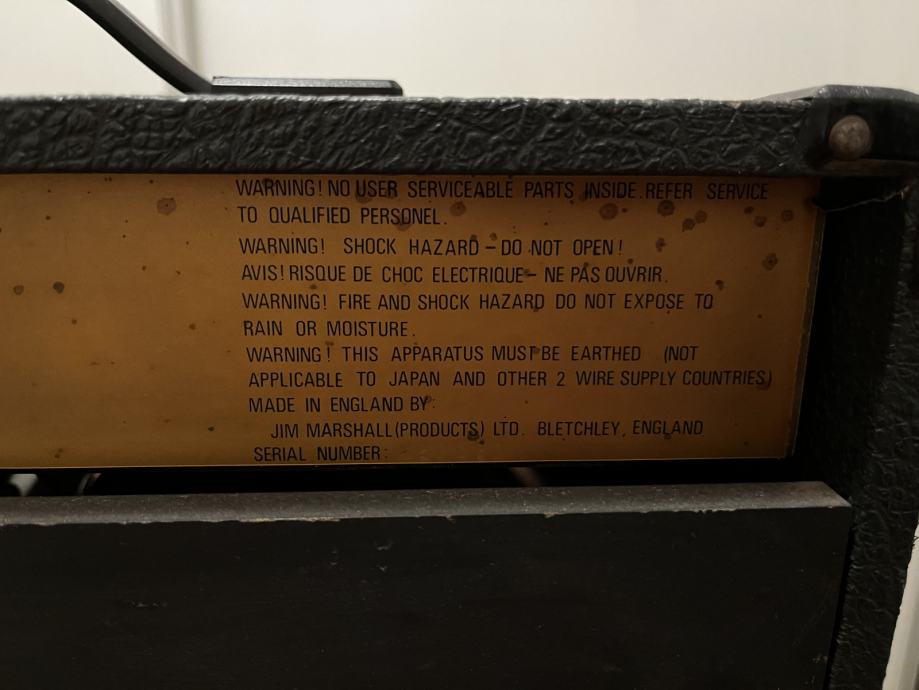 WARNING! NO USER SERVICEABLE PARTS INSIDE. REFER SERVICE
TO QUALIFIED PERSONEL.
WARNING! SHOCK HAZARD – DO NOT OPEN!
AVIS! RISQUE DE CHOC ELECTRIQUE – NE PAS OUVRIR.
WARNING! FIRE AND SHOCK HAZARD DO NOT EXPOSE TO
RAIN OR MOISTURE.
WARNING! THIS APPARATUS MUST BE EARTHED (NOT
APPLICABLE TO JAPAN AND OTHER 2 WIRE SUPPLY COUNTRIES)
MADE IN ENGLAND BY
JIM MARSHALL (PRODUCTS) LTD. BLETCHLEY, ENGLAND
SERIAL NUMBER: